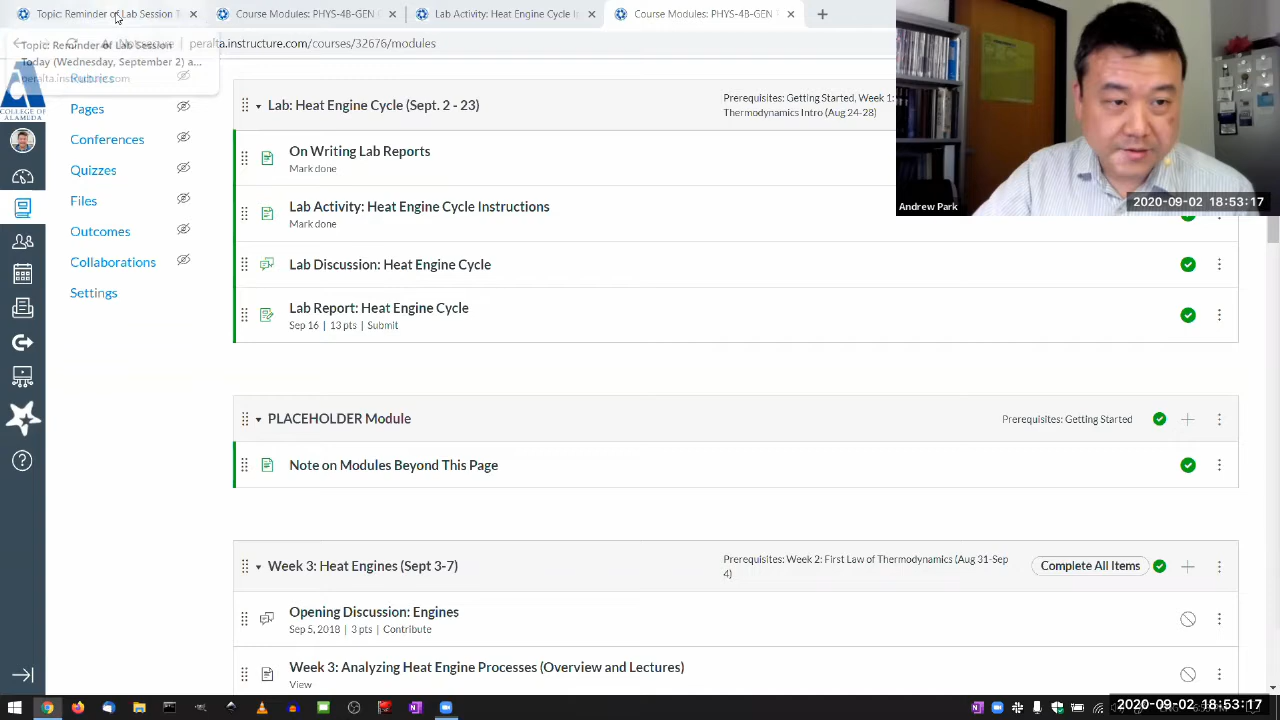 Topic: Reminder of Lab Session T
Course Modules: PHYS-4B-GEN
Lab Activity: Heat Engine Cycle I
Course Modules: PHYS-4B-GEN
peralta.instructure.com/courses/32676/modules
Topic: Reminder of Lab Session
Today (Wednesday, September 2) a...
peralta.instructure.com
COLLEGE OF
ALAMEDA
Rubrics
Pages
Conferences
Quizzes
Files
Outcomes
Collaborations
Settings
Lab: Heat Engine Cycle (Sept. 2 - 23)
Prerequisites: Getting Started, Week 1:
Thermodynamics Intro (Aug 24-28)
On Writing Lab Reports
Mark done
Lab Activity: Heat Engine Cycle Instructions
Mark done
Lab Discussion: Heat Engine Cycle
Lab Report: Heat Engine Cycle
Sep 16 | 13 pts | Submit
PLACEHOLDER Module
Prerequisites: Getting Started
Note on Modules Beyond This Page
Week 3: Heat Engines (Sept 3-7)
Prerequisites: Week 2: First Law of Thermodynamics (Aug 31-Sep
4)
Complete All Items
Opening Discussion: Engines
Sep 5, 2018 | 3 pts | Contribute
Week 3: Analyzing Heat Engine Processes (Overview and Lectures)
View
Andrew Park
2020-09-02 18:53:17
2020-09-02 18:53:17